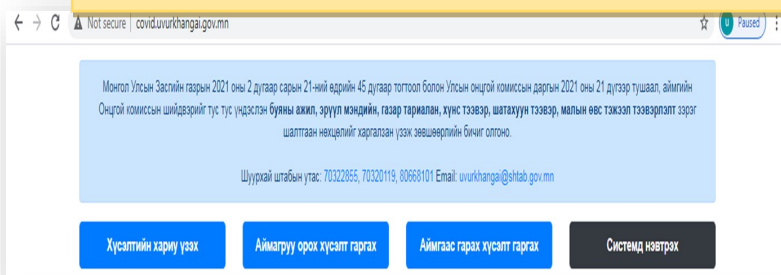 Not secure | covid.uvurkhangai.gov.mn
U Paused
Монгол Улсын Засгийн газрын 2021 оны 2 дугаар сарын 21-ний өдрийн 45 дугаар тогтоол болон Улсын онцгой комиссын даргын 2021 оны 21 дүгээр тушаал, аймгийн
Онцгой комиссын шийдвэрийг тус тус үндэслэн буяны ажил, эрүүл мэндийн, газар тариалан, хүнс тээвэр, шатахуун тээвэр, малын өвс тэжээл тээвэрлэлт зэрэг
шалтгаан нөхцөлийг харгалзан үзэж зөвшөөрлийн бичиг олгоно.
Шуурхай штабын утас: 70322855, 70320119, 80668101 Email: uvurkhangai@shtab.gov.mn
Хүсэлтийн хариу үзэх
Аймагруу орох хүсэлт гаргах
Аймгаас гарах хүсэлт гаргах
Системд нэвтрэх